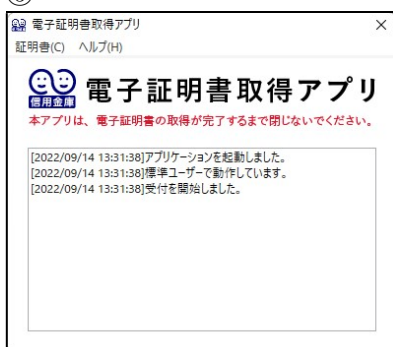 電子証明書取得アプリ
証明書(C) ヘルプ(H)
信用金庫
電子証明書取得アプリ
本アプリは、電子証明書の取得が完了するまで閉じないでください。
[2022/09/14 13:31:38]アプリケーションを起動しました。
[2022/09/14 13:31:38]標準ユーザーで動作しています。
[2022/09/14 13:31:38]受付を開始しました。